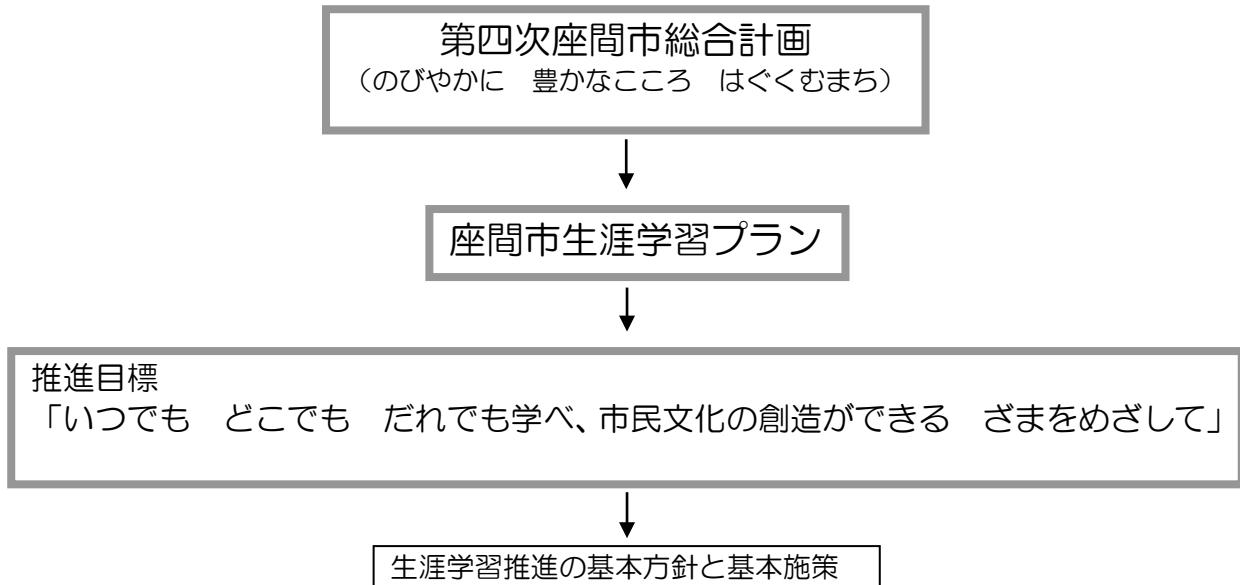 第四次座間市総合計画
（のびやかに　豊かなこころ　はぐくむまち）
座間市生涯学習プラン
推進目標
「いつでも　どこでも　だれでも学べ、市民文化の創造ができる　ざまをめざして」
生涯学習推進の基本方針と基本施策